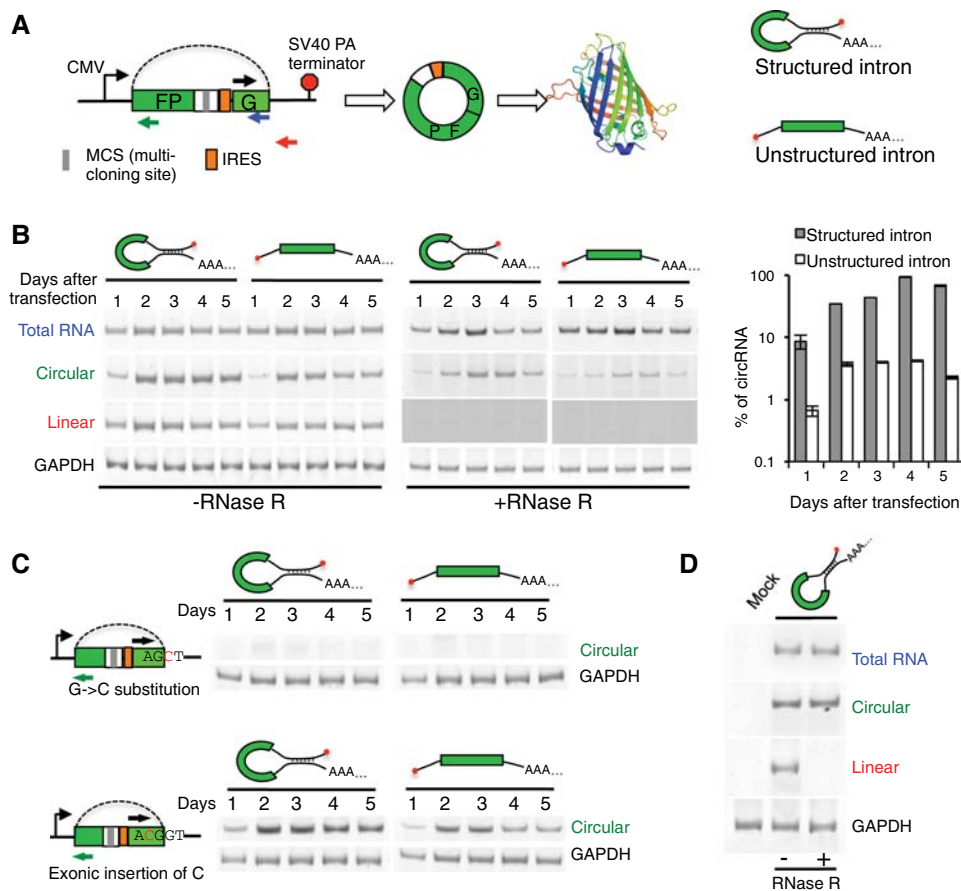 A
CMV
SV40 PA
terminator
FP
G
G
P F
MCS (multi-
cloning site)
IRES
AAA...
Structured intron
AAA...
Unstructured intron
B
AAA...
AAA...
AAA...
AAA...
Days after
transfection
1 2 3 4 5 1 2 3 4 5
1 2 3 4 5 1 2 3 4 5
Total RNA
Circular
Linear
GAPDH
-RNase R
+RNase R
Structured intron
Unstructured intron
% of circRNA
100
10
1
0.1
1 2 3 4 5
Days after transfection
C
AAA...
AAA...
Days 1 2 3 4 5
1 2 3 4 5
AGCT
G->C substitution
Circular
GAPDH
AAA...
AAA...
Days 1 2 3 4 5
1 2 3 4 5
ACGGT
Exonic insertion of C
Circular
GAPDH
D
Mock
AAA...
Total RNA
Circular
Linear
GAPDH
- +
RNase R